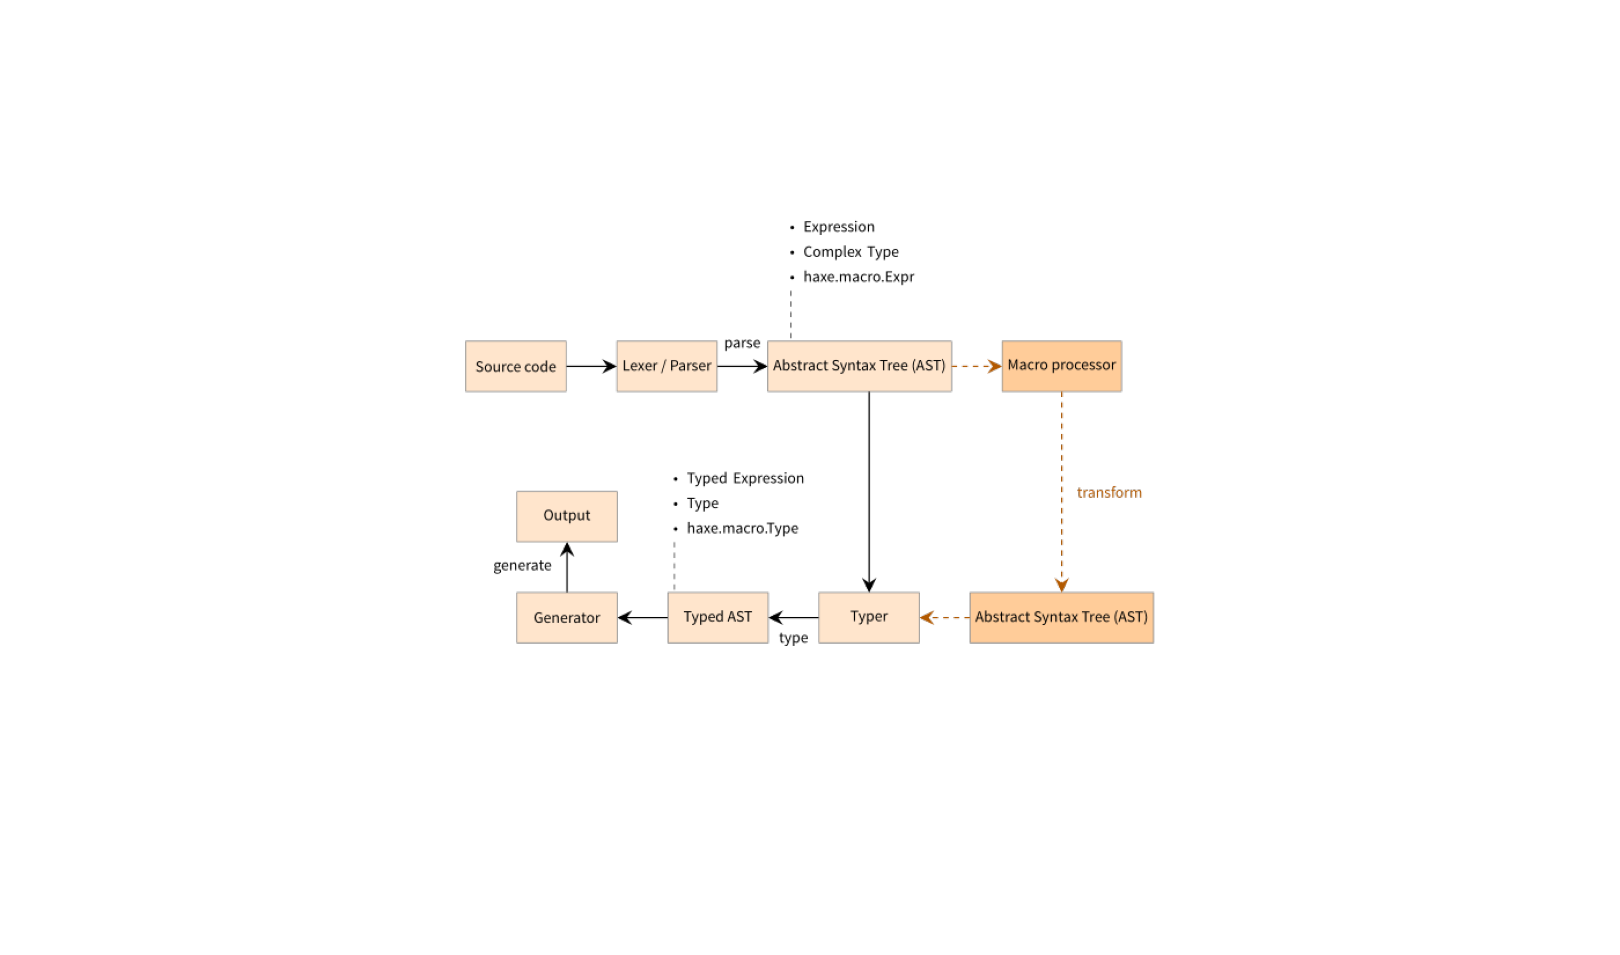 • Expression
• Complex Type
• haxe.macro.Expr
parse
Source code
Lexer / Parser
Abstract Syntax Tree (AST)
Macro processor
• Typed Expression
• Type
• haxe.macro.Type
transform
Output
generate
Generator
Typed AST
type
Typer
Abstract Syntax Tree (AST)